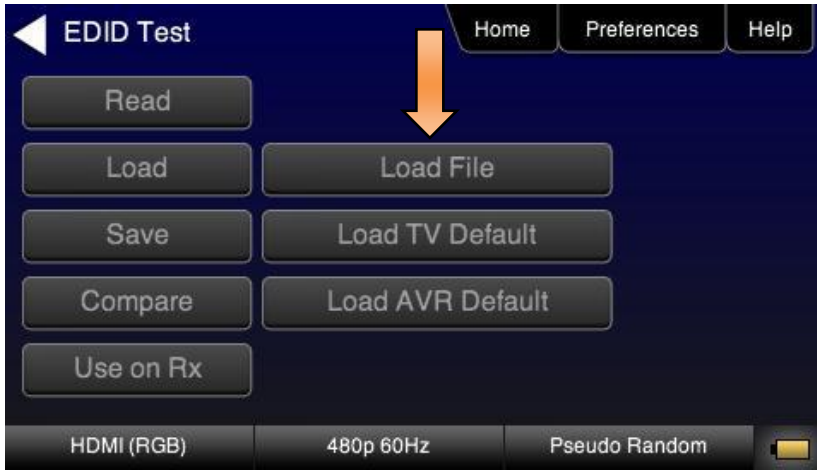 EDID Test
Home
Preferences
Help
Read
Load
Load File
Save
Load TV Default
Compare
Load AVR Default
Use on Rx
HDMI (RGB)
480p 60Hz
Pseudo Random